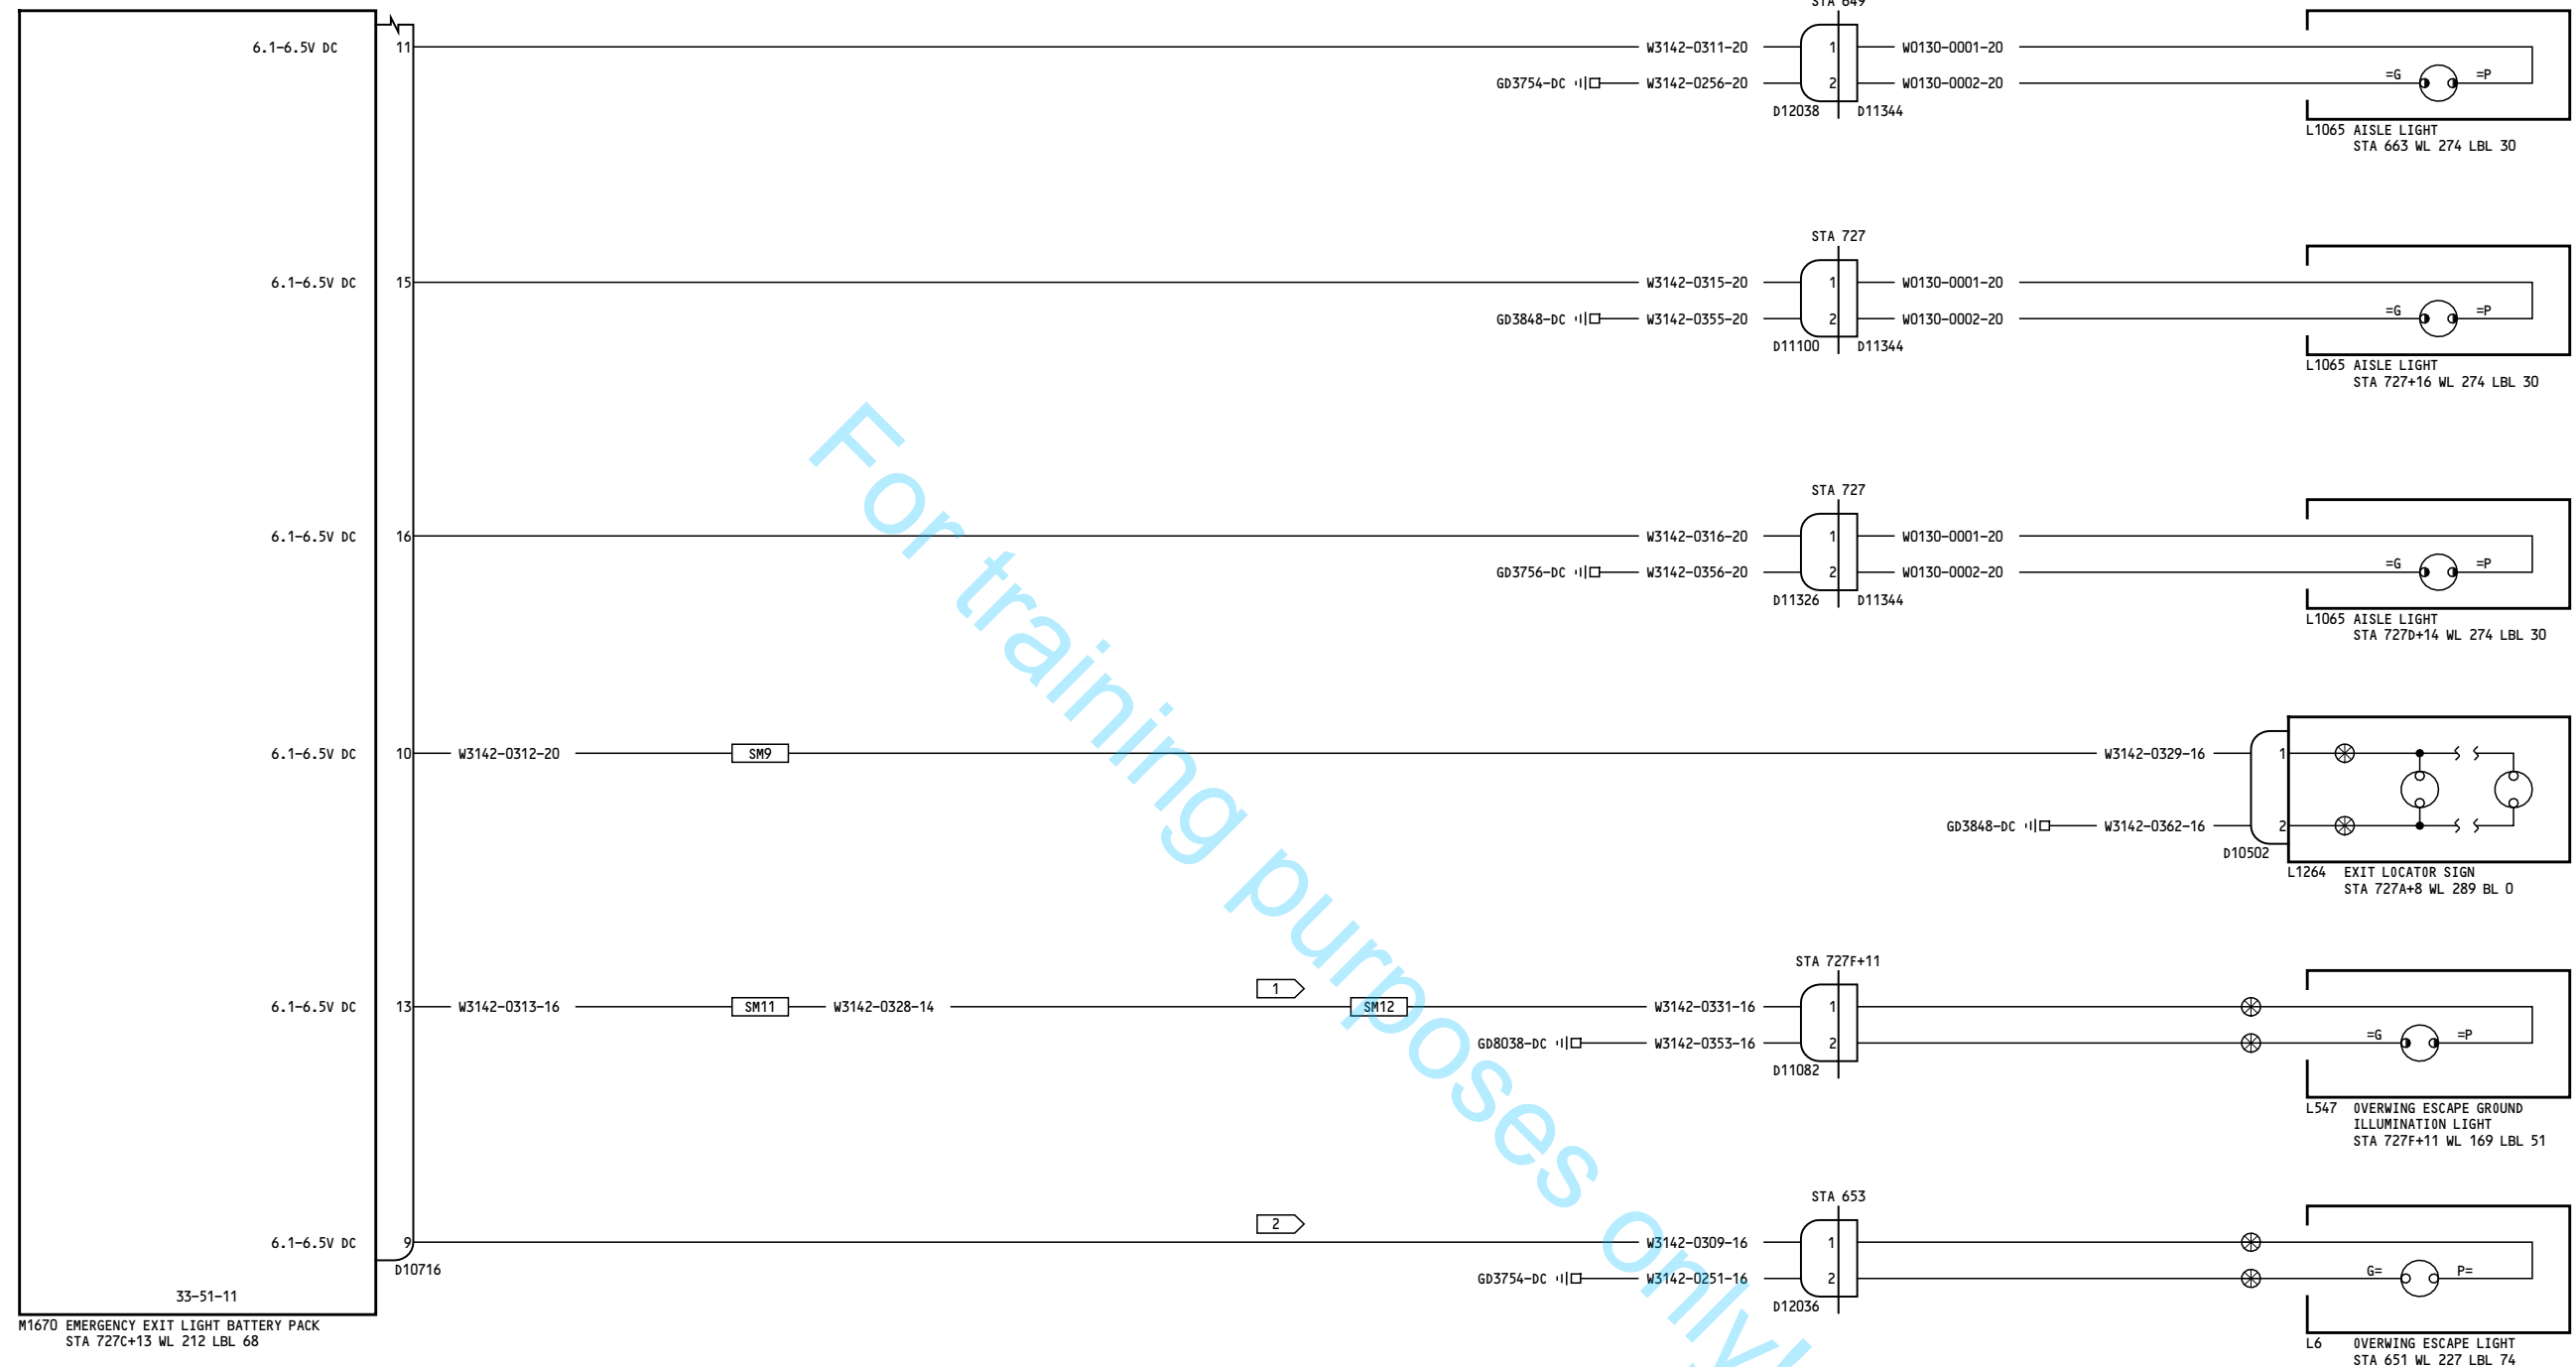 STA 649
6.1-6.5V DC 11 W3142-0311-20 1 W0130-0001-20
GD3754-DC W3142-0256-20 2 W0130-0002-20 =G =P
D12038 D11344
L1065 AISLE LIGHT
STA 663 WL 274 LBL 30
STA 727
6.1-6.5V DC 15 W3142-0315-20 1 W0130-0001-20
GD3848-DC W3142-0355-20 2 W0130-0002-20 =G =P
D11100 D11344
L1065 AISLE LIGHT
STA 727+16 WL 274 LBL 30
STA 727
6.1-6.5V DC 16 W3142-0316-20 1 W0130-0001-20
GD3756-DC W3142-0356-20 2 W0130-0002-20 =G =P
D11326 D11344
L1065 AISLE LIGHT
STA 727D+14 WL 274 LBL 30
6.1-6.5V DC 10 W3142-0312-20 SM9 W3142-0329-16 1
GD3848-DC W3142-0362-16 2
D10502
L1264 EXIT LOCATOR SIGN
STA 727A+8 WL 289 BL 0
STA 727F+11
1
6.1-6.5V DC 13 W3142-0313-16 SM11 W3142-0328-14 SM12 W3142-0331-16 1
GD8038-DC W3142-0353-16 2 =G =P
D11082
L547 OVERWING ESCAPE GROUND
ILLUMINATION LIGHT
STA 727F+11 WL 169 LBL 51
STA 653
2
6.1-6.5V DC 9 W3142-0309-16 1
GD3754-DC W3142-0251-16 2 G= P=
D10716
D12036
33-51-11
M1670 EMERGENCY EXIT LIGHT BATTERY PACK
STA 727C+13 WL 212 LBL 68
L6 OVERWING ESCAPE LIGHT
STA 651 WL 227 LBL 74
For training purposes only!